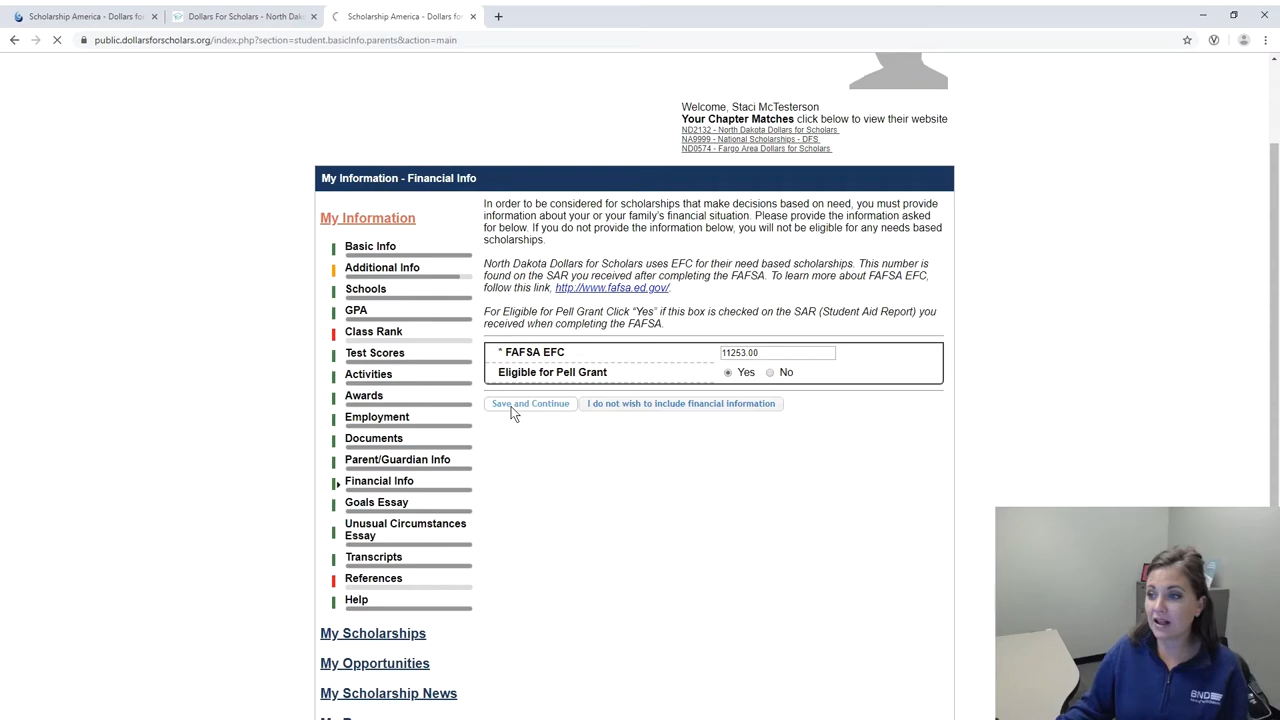 Scholarship America - Dollars for
Dollars For Scholars - North Dak
Scholarship America - Dollars for
public.dollarsforscholars.org/index.php?section=student.basicInfo.parents&action=main
Welcome, Staci McTesterson
Your Chapter Matches click below to view their website
ND2132 - North Dakota Dollars for Scholars
NA9999 - National Scholarships - DFS
ND0574 - Fargo Area Dollars for Scholars
My Information - Financial Info
My Information
Basic Info
Additional Info
Schools
GPA
Class Rank
Test Scores
Activities
Awards
Employment
Documents
Parent/Guardian Info
Financial Info
Goals Essay
Unusual Circumstances
Essay
Transcripts
References
Help
My Scholarships
My Opportunities
My Scholarship News
In order to be considered for scholarships that make decisions based on need, you must provide
information about your or your family's financial situation. Please provide the information asked
for below. If you do not provide the information below, you will not be eligible for any needs based
scholarships.
North Dakota Dollars for Scholars uses EFC for their need based scholarships. This number is
found on the SAR you received after completing the FAFSA. To learn more about FAFSA EFC,
follow this link, http://www.fafsa.ed.gov/.
For Eligible for Pell Grant Click “Yes” if this box is checked on the SAR (Student Aid Report) you
received when completing the FAFSA.
* FAFSA EFC 11253.00
Eligible for Pell Grant Yes No
Save and Continue I do not wish to include financial information
BND